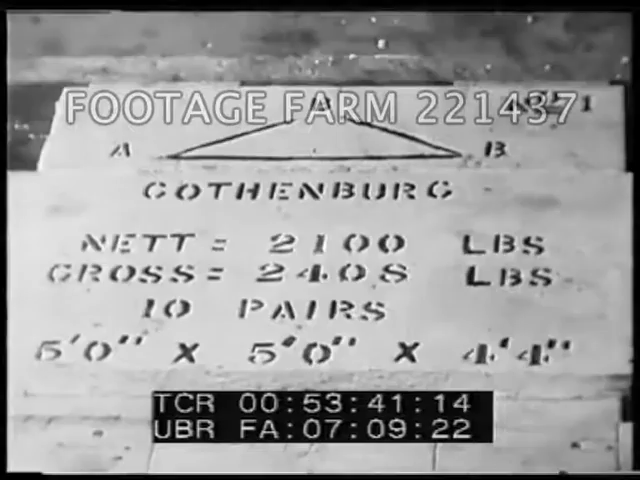 FOOTAGE FARM 221437
A B
GOTHENBURG
NETT = 2100 LBS
GROSS = 2408 LBS
10 PAIRS
5'0" X 5'0" X 4'4"
TCR 00:53:41:14
UBR FA:07:09:22